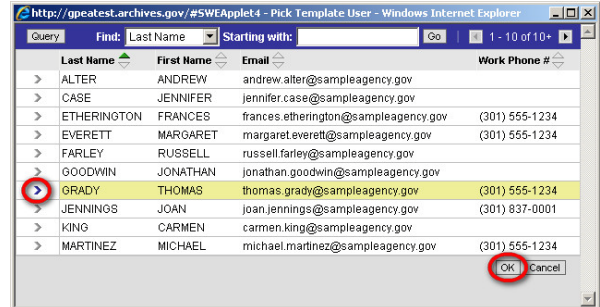 http://gpeatest.archives.gov/#SWEApplet4 - Pick Template User - Windows Internet Explorer
Query Find: Last Name Starting with: Go 1 - 10 of 10+
Last Name First Name Email Work Phone #
ALTER ANDREW andrew.alter@sampleagency.gov
CASE JENNIFER jennifer.case@sampleagency.gov
ETHERINGTON FRANCES frances.etherington@sampleagency.gov (301) 555-1234
EVERETT MARGARET margaret.everett@sampleagency.gov (301) 555-1234
FARLEY RUSSELL russell.farley@sampleagency.gov
GOODWIN JONATHAN jonathan.goodwin@sampleagency.gov
GRADY THOMAS thomas.grady@sampleagency.gov (301) 555-1234
JENNINGS JOAN joan.jennings@sampleagency.gov (301) 837-0001
KING CARMEN carmen.king@sampleagency.gov
MARTINEZ MICHAEL michael.martinez@sampleagency.gov (301) 555-1234
OK Cancel